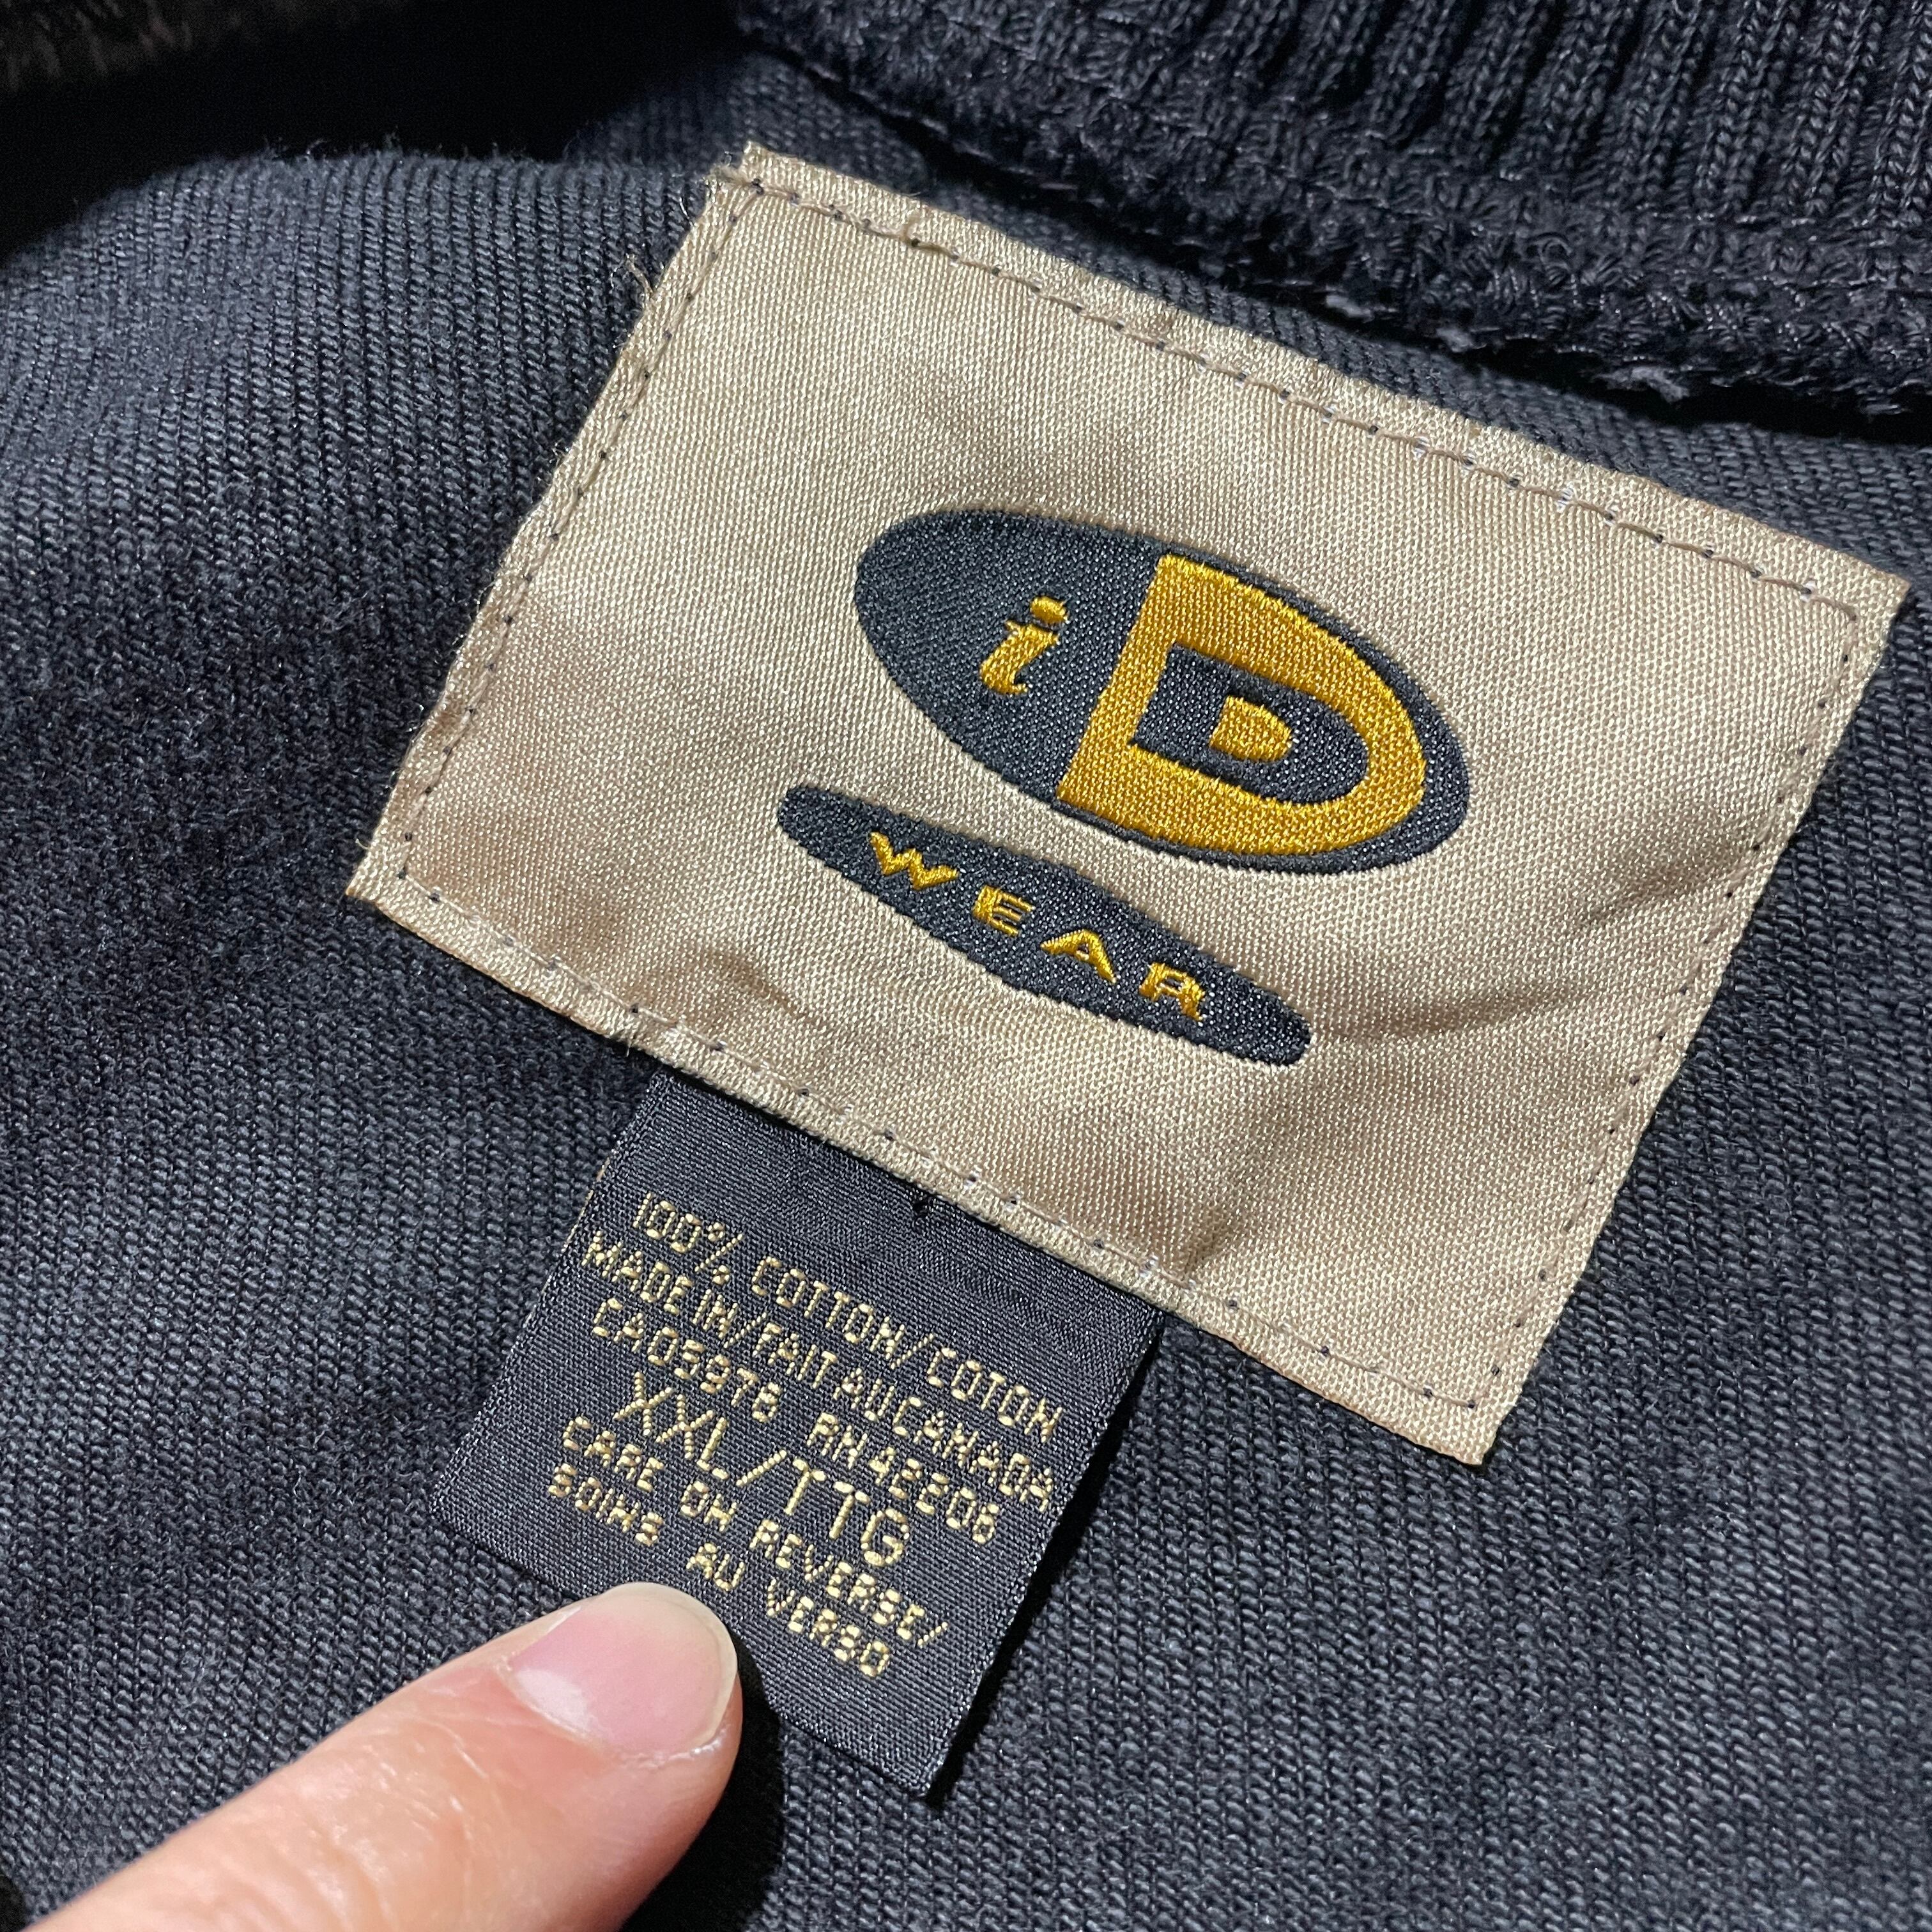 iD
WEAR
100% COTTON/COTON
MADE IN/FAIT AU CANADA
CA05978 RN42206
XXL/TTG
CARE ON REVERSE/
SOINS AU VERSO